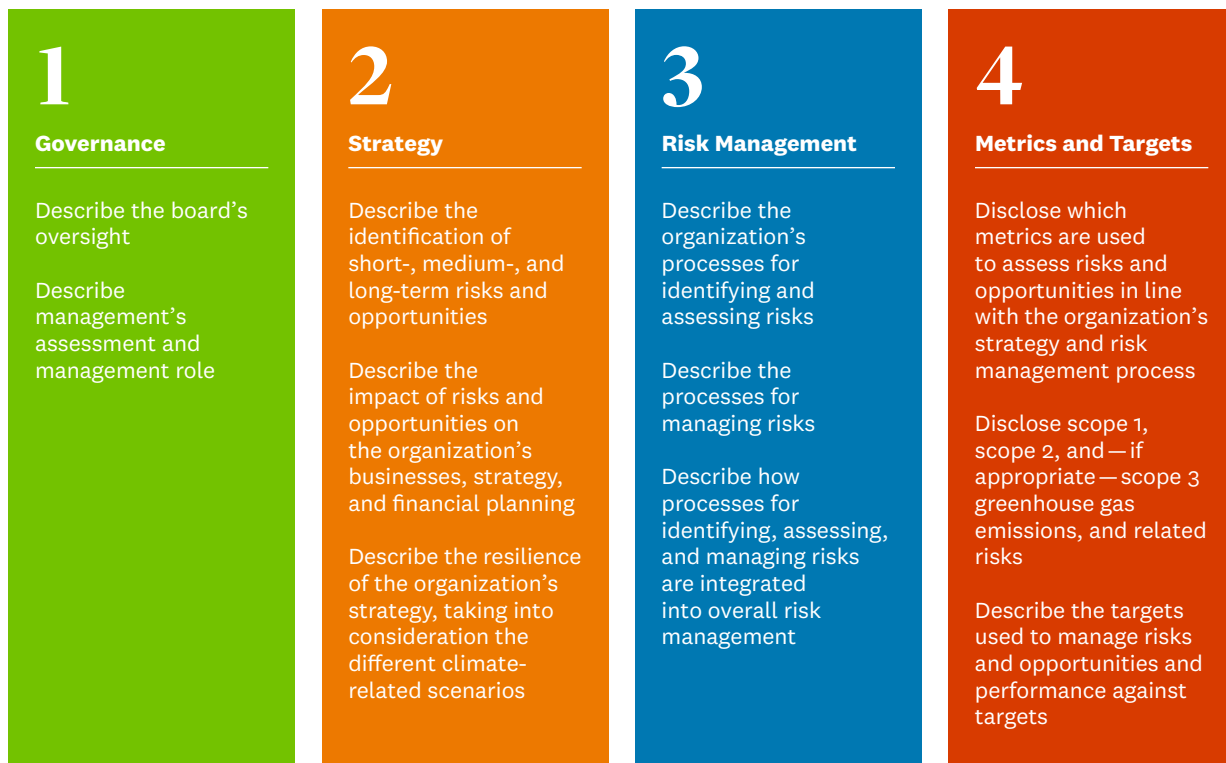 1
Governance
Describe the board’s
oversight
Describe
management’s
assessment and
management role
2
Strategy
Describe the
identification of
short-, medium-, and
long-term risks and
opportunities
Describe the
impact of risks and
opportunities on
the organization’s
businesses, strategy,
and financial planning
Describe the resilience
of the organization’s
strategy, taking into
consideration the
different climate-
related scenarios
3
Risk Management
Describe the
organization’s
processes for
identifying and
assessing risks
Describe the
processes for
managing risks
Describe how
processes for
identifying, assessing,
and managing risks
are integrated
into overall risk
management
4
Metrics and Targets
Disclose which
metrics are used
to assess risks and
opportunities in line
with the organization’s
strategy and risk
management process
Disclose scope 1,
scope 2, and — if
appropriate — scope 3
greenhouse gas
emissions, and related
risks
Describe the targets
used to manage risks
and opportunities and
performance against
targets